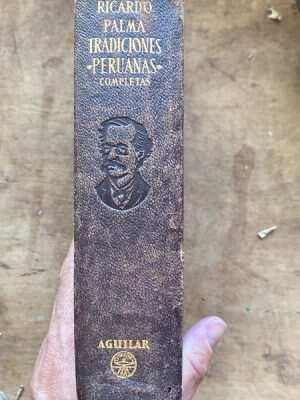 RICARDO
PALMA
TRADICIONES
-PERUANAS-
COMPLETAS
AGUILAR